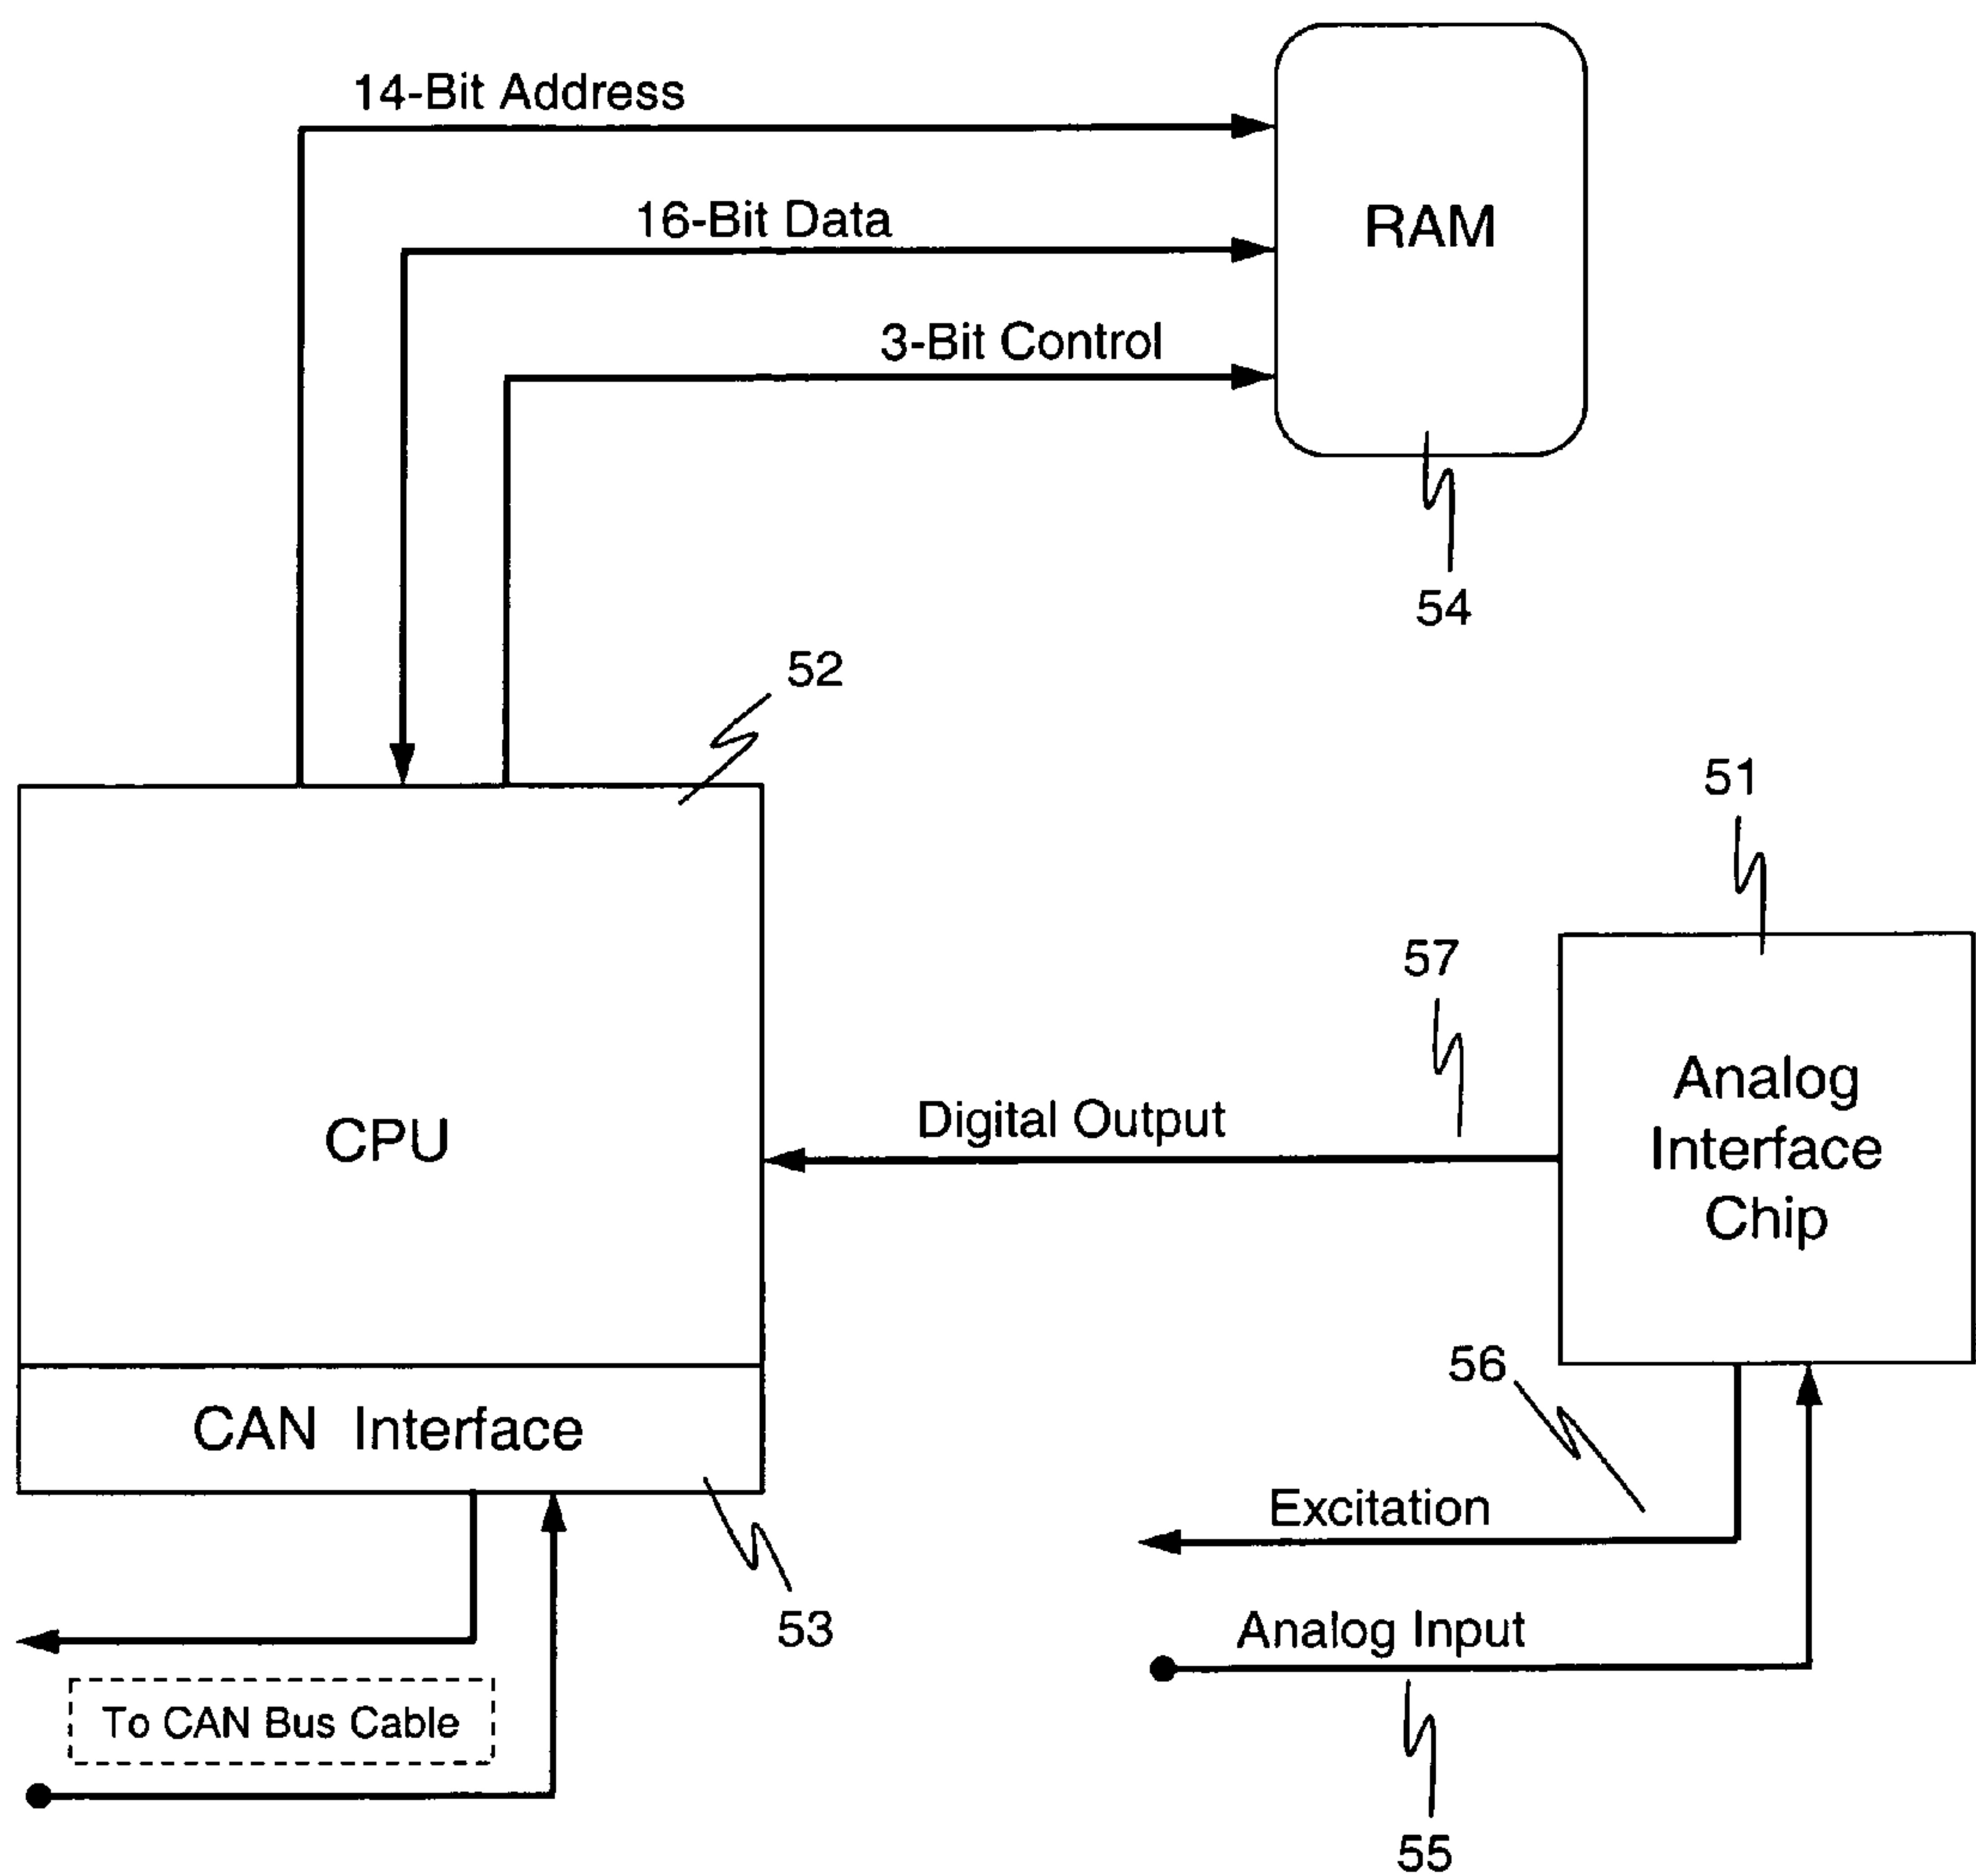 14-Bit Address
16-Bit Data
RAM
3-Bit Control
54
52
51
57
CPU
Digital Output
Analog
Interface
Chip
56
CAN Interface
Excitation
53
Analog Input
To CAN Bus Cable
55